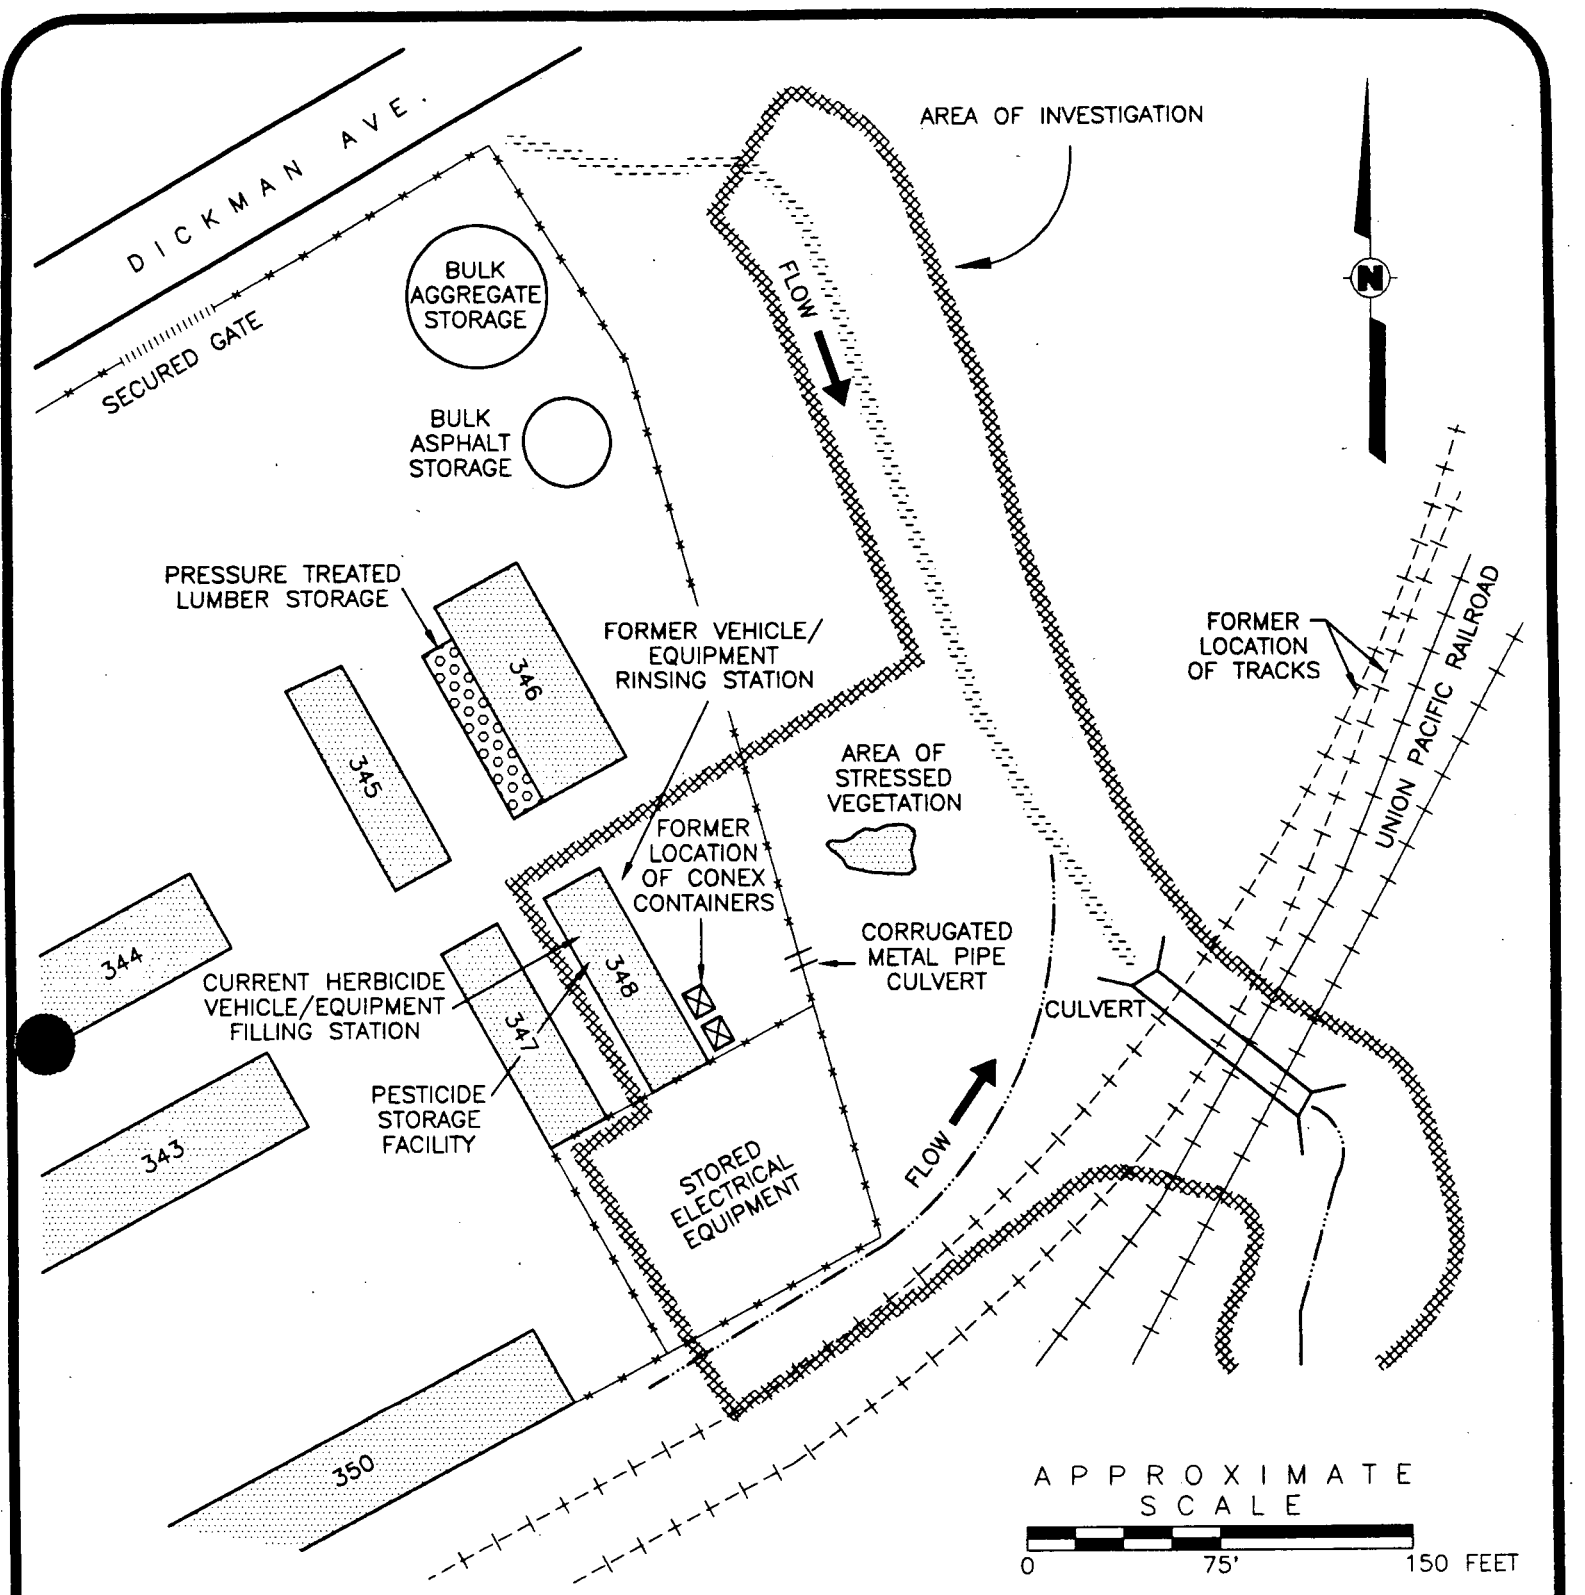 AREA OF INVESTIGATION
DICKMAN AVE.
SECURED GATE
BULK
AGGREGATE
STORAGE
FLOW
N
BULK
ASPHALT
STORAGE
PRESSURE TREATED
LUMBER STORAGE
346
345
FORMER VEHICLE/
EQUIPMENT
RINSING STATION
FORMER
LOCATION
OF TRACKS
UNION PACIFIC RAILROAD
AREA OF
STRESSED
VEGETATION
FORMER
LOCATION
OF CONEX
CONTAINERS
344
CURRENT HERBICIDE
VEHICLE/EQUIPMENT
FILLING STATION
347
348
CORRUGATED
METAL PIPE
CULVERT
CULVERT
PESTICIDE
STORAGE
FACILITY
343
STORED
ELECTRICAL
EQUIPMENT
FLOW
350
APPROXIMATE
SCALE
0 75' 150 FEET